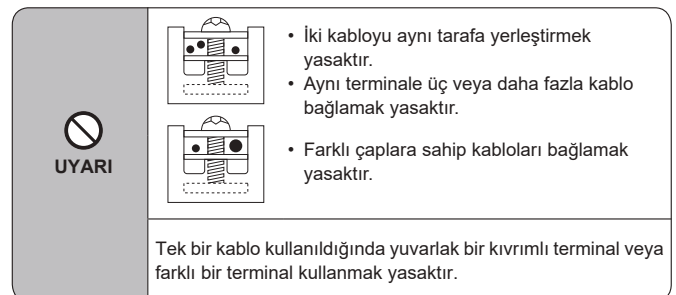 UYARI
• İki kabloyu aynı tarafa yerleştirmek
yasaktır.
• Aynı terminale üç veya daha fazla kablo
bağlamak yasaktır.
• Farklı çaplara sahip kabloları bağlamak
yasaktır.
Tek bir kablo kullanıldığında yuvarlak bir kıvrımlı terminal veya
farklı bir terminal kullanmak yasaktır.